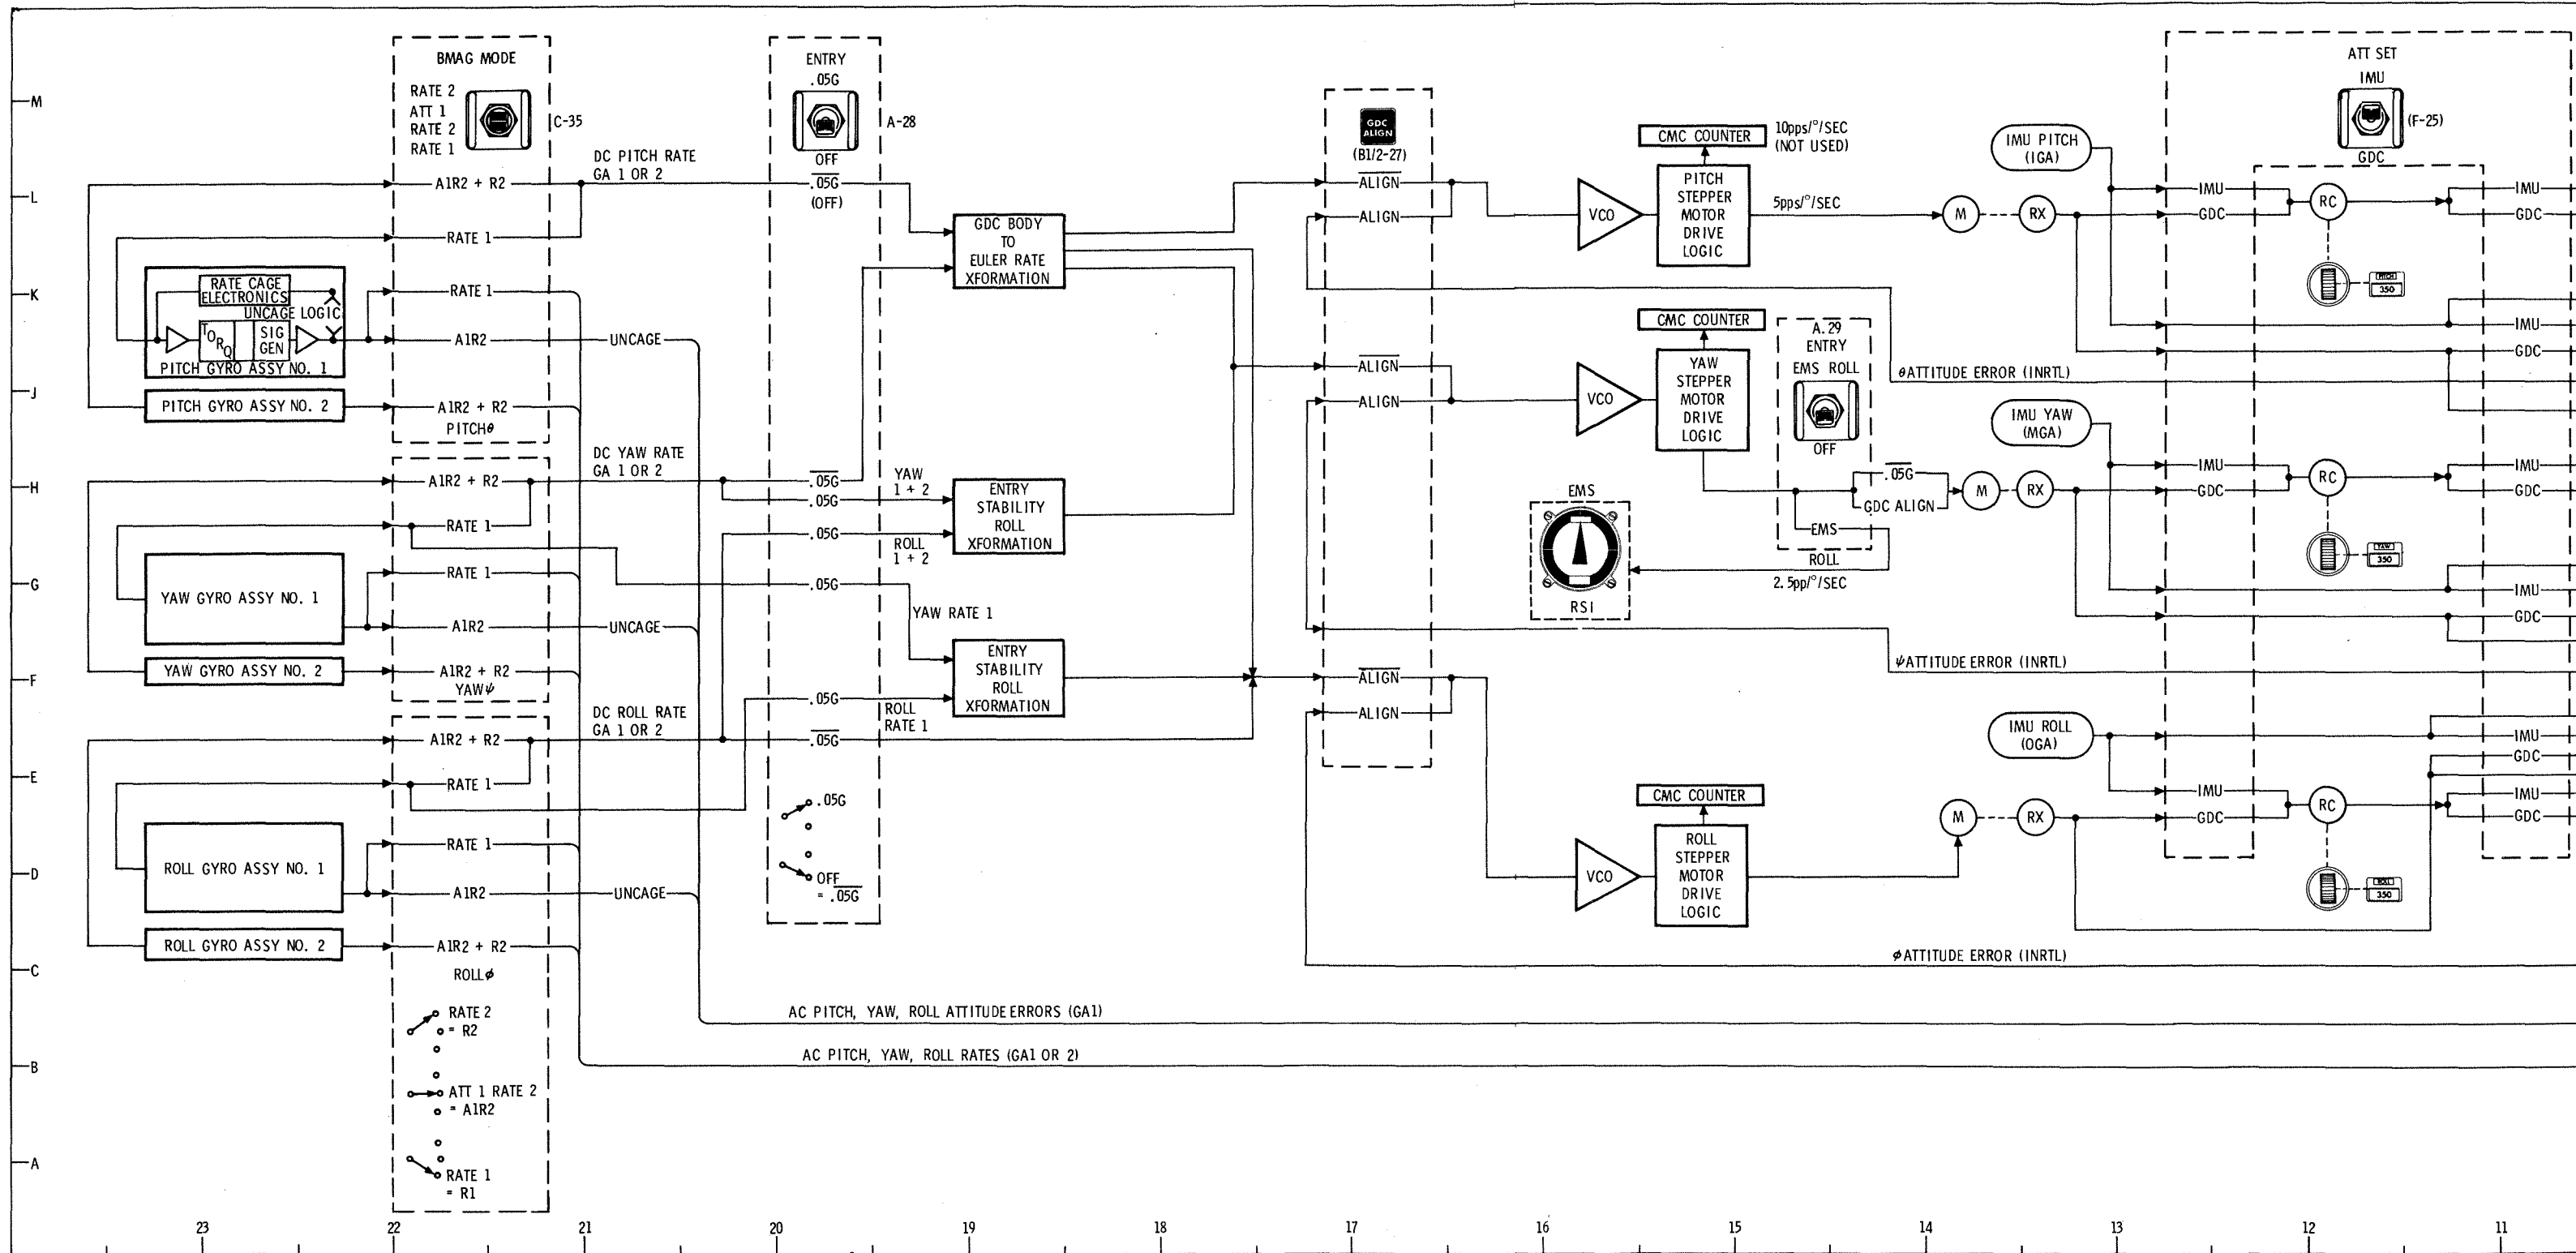 BMAG MODE
RATE 2
ATT 1
RATE 2
RATE 1
C-35
A1R2 + R2
RATE 1
RATE 1
A1R2
A1R2 + R2
PITCHθ
RATE CAGE
ELECTRONICS
UNCAGE LOGIC
TORQ
SIG
GEN
PITCH GYRO ASSY NO. 1
PITCH GYRO ASSY NO. 2
A1R2 + R2
RATE 1
RATE 1
A1R2
A1R2 + R2
YAWψ
YAW GYRO ASSY NO. 1
YAW GYRO ASSY NO. 2
A1R2 + R2
RATE 1
RATE 1
A1R2
A1R2 + R2
ROLLφ
ROLL GYRO ASSY NO. 1
ROLL GYRO ASSY NO. 2
RATE 2
= R2
ATT 1 RATE 2
= A1R2
RATE 1
= R1
DC PITCH RATE
GA 1 OR 2
UNCAGE
DC YAW RATE
GA 1 OR 2
UNCAGE
DC ROLL RATE
GA 1 OR 2
UNCAGE
ENTRY
.05G
OFF
A-28
.05G
(OFF)
.05G
.05G
.05G
.05G
.05G
.05G
.05G
OFF
= .05G
YAW
1 + 2
ROLL
1 + 2
YAW RATE 1
ROLL
RATE 1
GDC BODY
TO
EULER RATE
XFORMATION
ENTRY
STABILITY
ROLL
XFORMATION
ENTRY
STABILITY
ROLL
XFORMATION
AC PITCH, YAW, ROLL ATTITUDE ERRORS (GA1)
AC PITCH, YAW, ROLL RATES (GA1 OR 2)
GDC
ALIGN
(B1/2-27)
ALIGN
ALIGN
ALIGN
ALIGN
ALIGN
ALIGN
CMC COUNTER
10pps/°/SEC
(NOT USED)
VCO
PITCH
STEPPER
MOTOR
DRIVE
LOGIC
5pps/°/SEC
M
RX
CMC COUNTER
VCO
YAW
STEPPER
MOTOR
DRIVE
LOGIC
A.29
ENTRY
EMS ROLL
OFF
.05G
GDC ALIGN
EMS
ROLL
2.5pp/°/SEC
M
RX
EMS
RSI
CMC COUNTER
VCO
ROLL
STEPPER
MOTOR
DRIVE
LOGIC
M
RX
θATTITUDE ERROR (INRTL)
ψATTITUDE ERROR (INRTL)
φATTITUDE ERROR (INRTL)
IMU PITCH
(IGA)
IMU YAW
(MGA)
IMU ROLL
(OGA)
ATT SET
IMU
(F-25)
GDC
IMU
GDC
RC
IMU
GDC
PITCH
350
IMU
GDC
IMU
GDC
RC
IMU
GDC
YAW
350
IMU
GDC
IMU
GDC
IMU
GDC
RC
IMU
GDC
ROLL
350
M
L
K
J
H
G
F
E
D
C
B
A
23 22 21 20 19 18 17 16 15 14 13 12 11